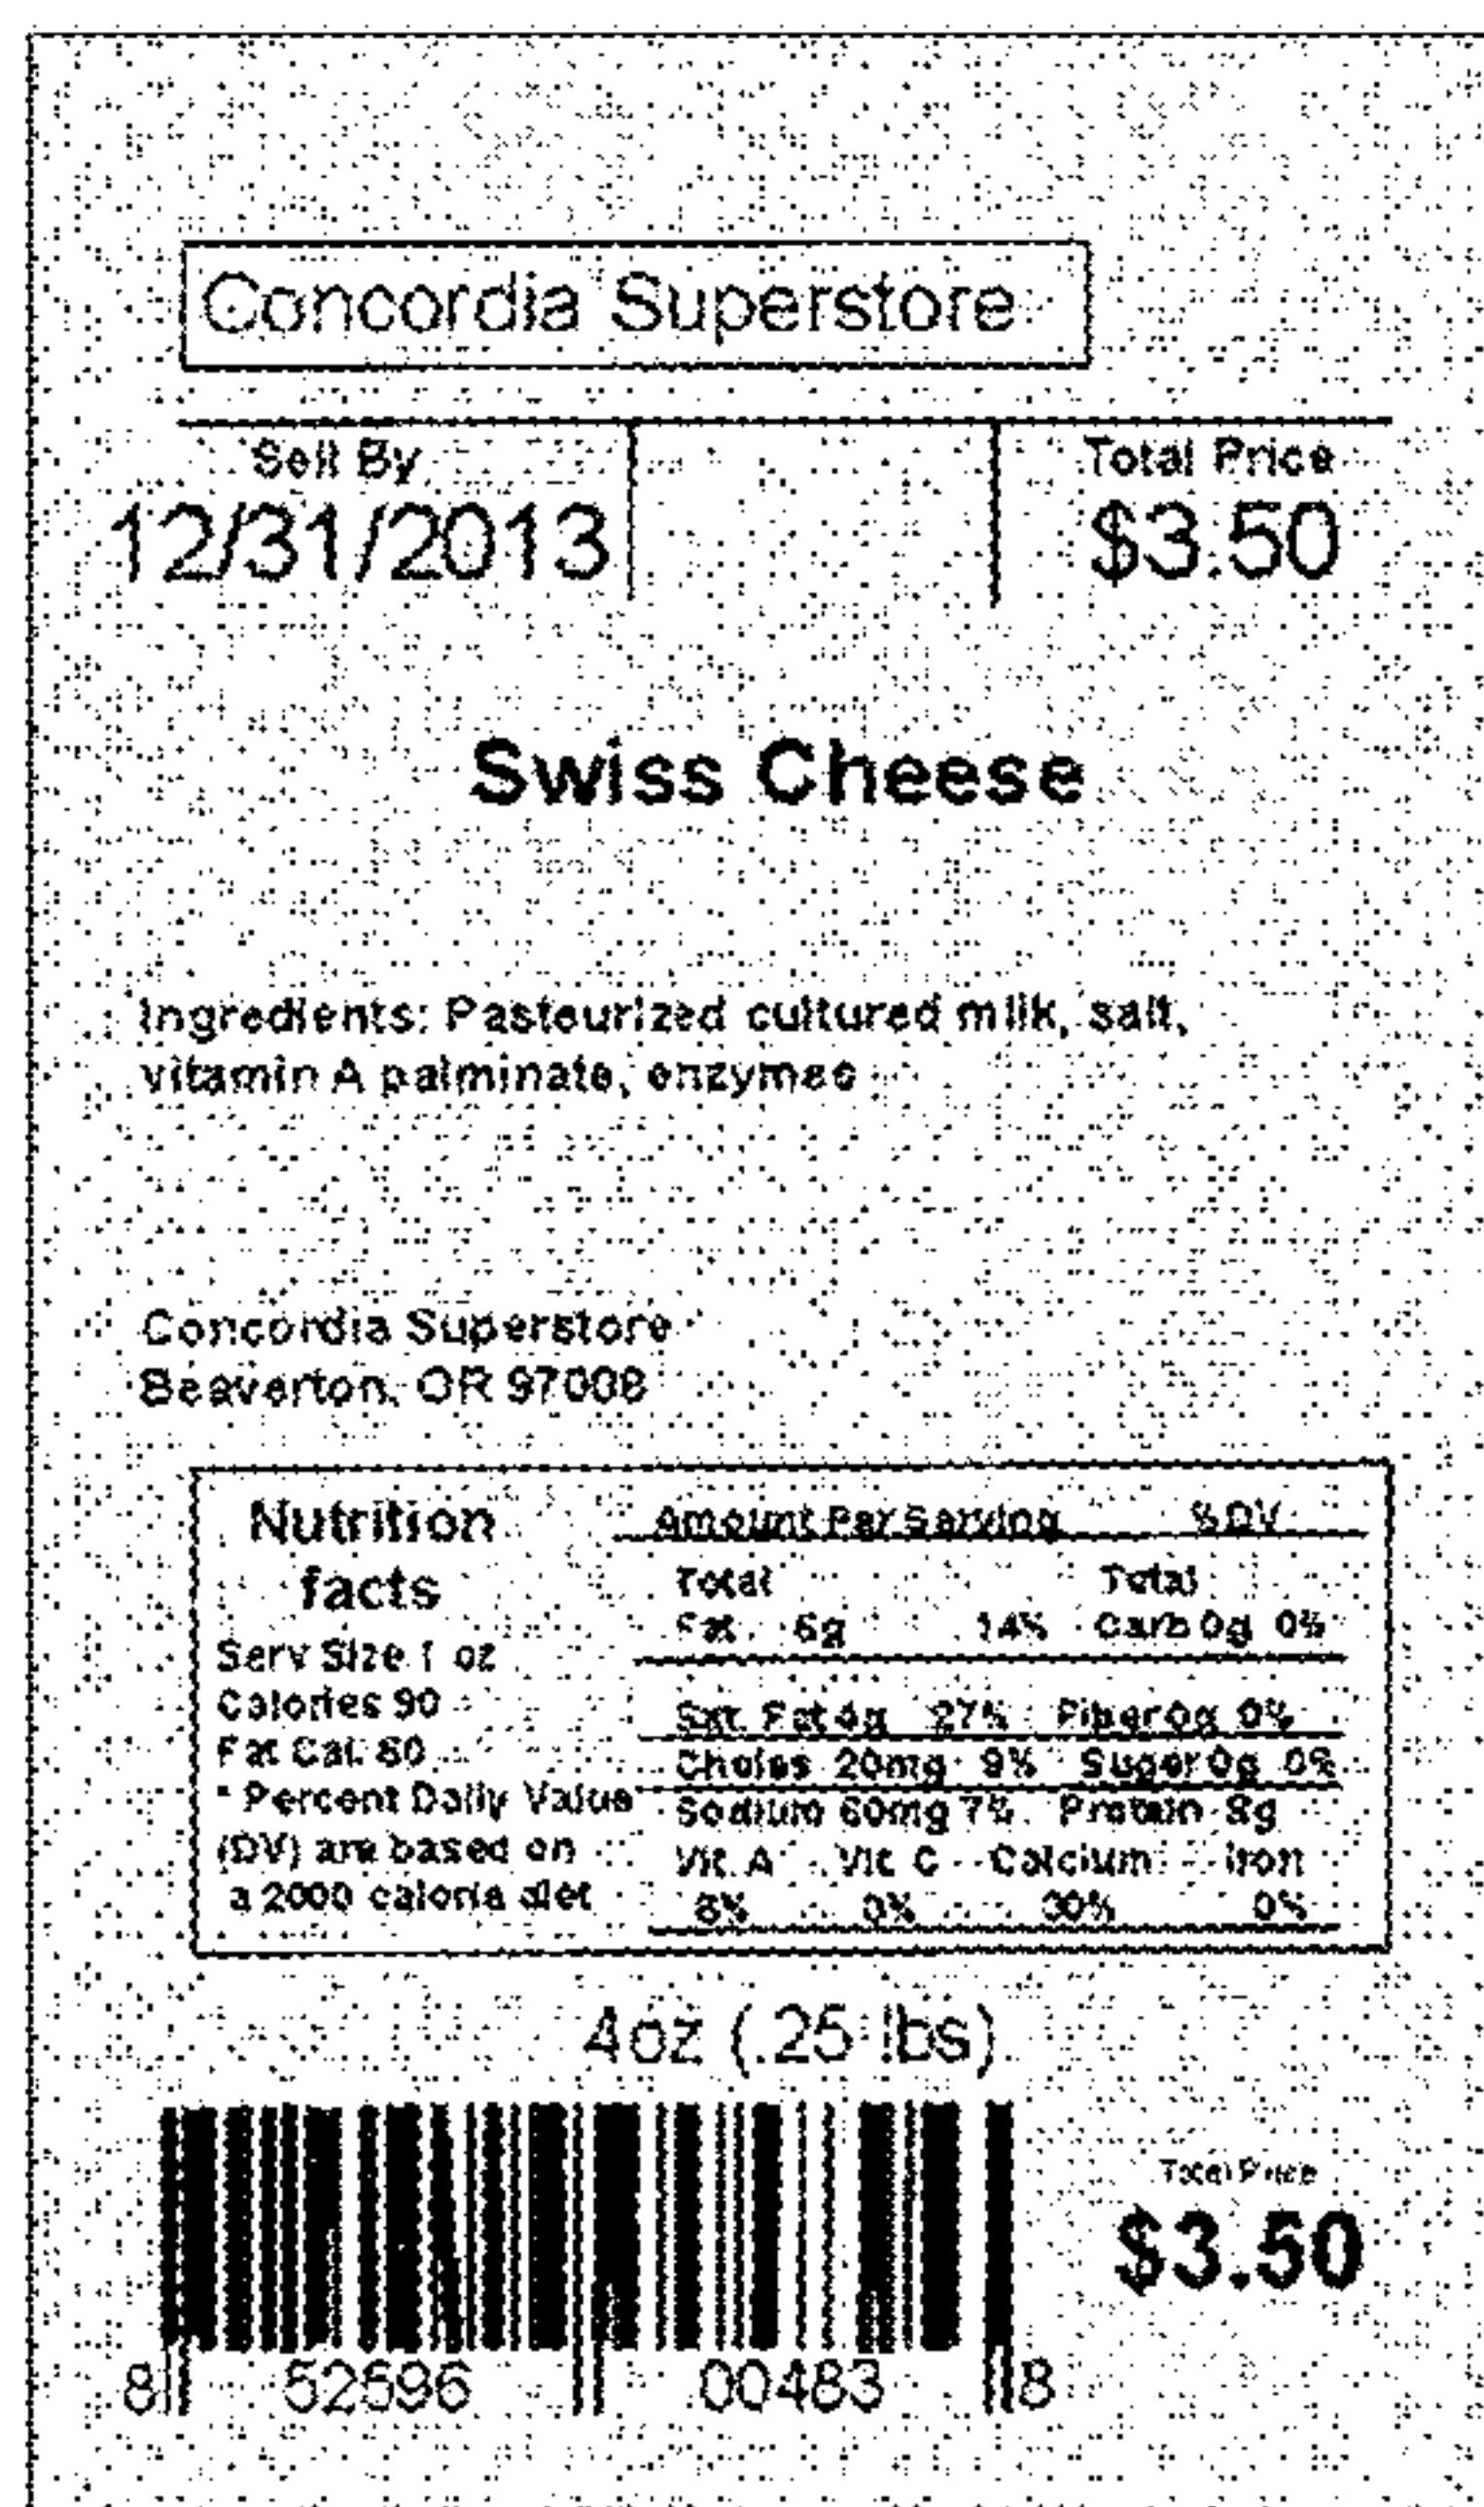 Concordia Superstore
Sell By
12/31/2013
Total Price
$3.50
Swiss Cheese
Ingredients: Pasteurized cultured milk, salt,
vitamin A palminate, enzymes
Concordia Superstore
Beaverton, OR 97008
Nutrition
facts
Serv Size 1 oz
Calories 90
Fat Cal.
* Percent Daily Value
(DV) are based on
a 2000 calorie diet
Amount Per Serving %DV
Total Total
Fat 14% Carb 0g 0%
Sat. Fat 4g 27% Fiber 0g 0%
Choles 20mg 9% Sugar 0g 0%
Sodium 60mg 7% Protein 8g
Vit. A Vit C Calcium Iron
0% 30% 0%
4oz (.25 lbs)
Total Price
$3.50
8 52596 00483 8